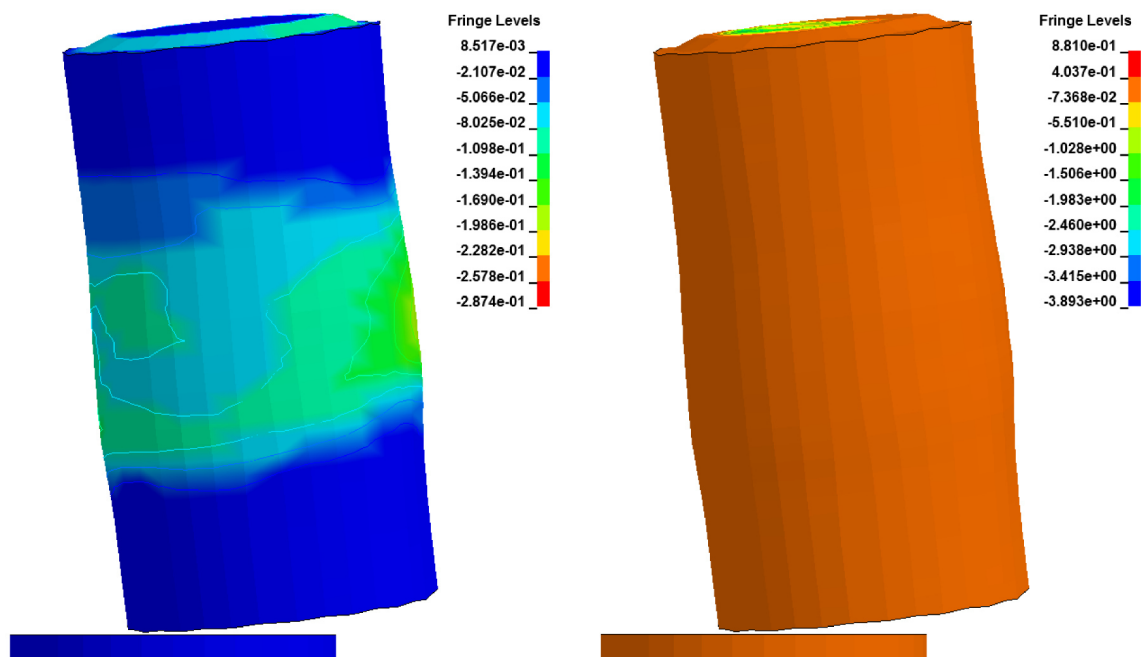 Fringe Levels
8.517e-03
-2.107e-02
-5.066e-02
-8.025e-02
-1.098e-01
-1.394e-01
-1.690e-01
-1.986e-01
-2.282e-01
-2.578e-01
-2.874e-01
Fringe Levels
8.810e-01
4.037e-01
-7.368e-02
-5.510e-01
-1.028e+00
-1.506e+00
-1.983e+00
-2.460e+00
-2.938e+00
-3.415e+00
-3.893e+00